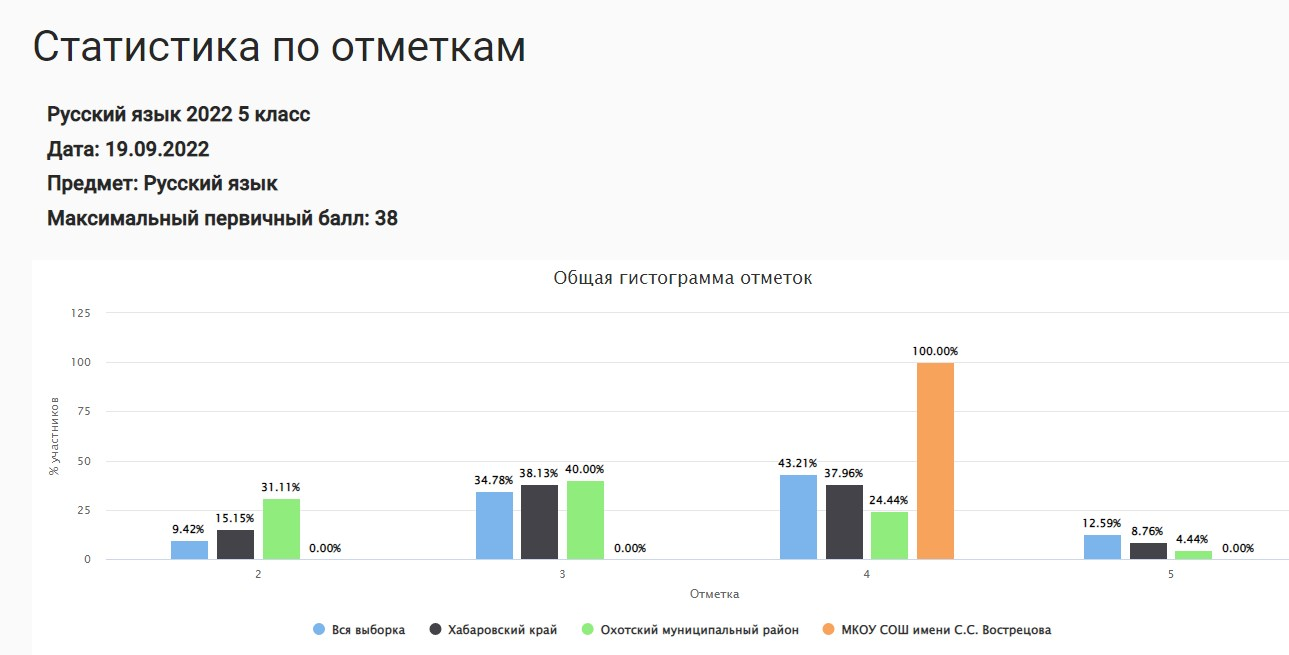 Статистика по отметкам
Русский язык 2022 5 класс
Дата: 19.09.2022
Предмет: Русский язык
Максимальный первичный балл: 38
Общая гистограмма отметок
% участников
125
100
75
50
25
0
9.42%
15.15%
31.11%
0.00%
34.78%
38.13%
40.00%
0.00%
43.21%
37.96%
24.44%
100.00%
12.59%
8.76%
4.44%
0.00%
2 3 4 5
Отметка
Вся выборка Хабаровский край Охотский муниципальный район МКОУ СОШ имени С.С. Вострецова